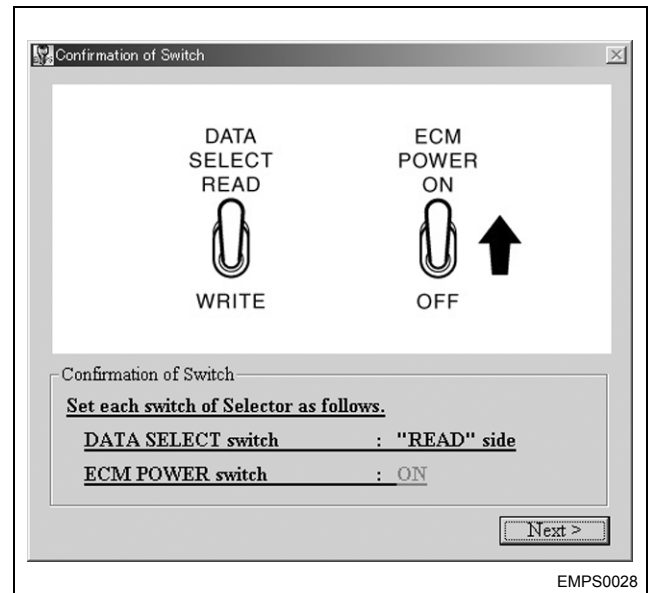 Confirmation of Switch
DATA
SELECT
READ
WRITE
ECM
POWER
ON
OFF
Confirmation of Switch
Set each switch of Selector as follows.
DATA SELECT switch : "READ" side
ECM POWER switch : ON
Next >
EMPS0028